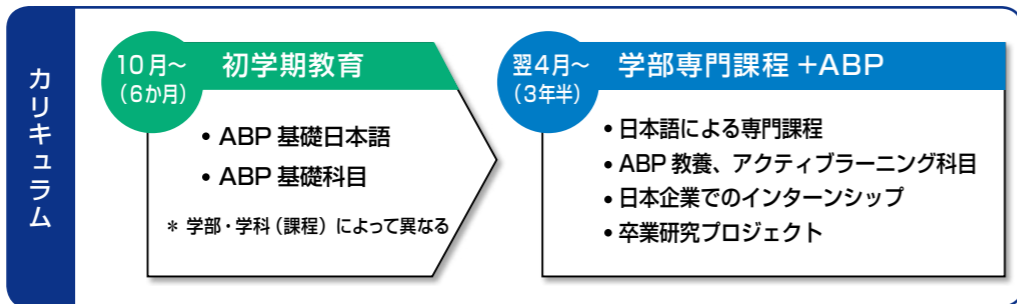 カリキュラム
10月～
（6か月）
初学期教育
• ABP 基礎日本語
• ABP 基礎科目
＊ 学部・学科（課程）によって異なる
翌4月～
（3年半）
学部専門課程 +ABP
• 日本語による専門課程
• ABP 教養、アクティブラーニング科目
• 日本企業でのインターンシップ
• 卒業研究プロジェクト